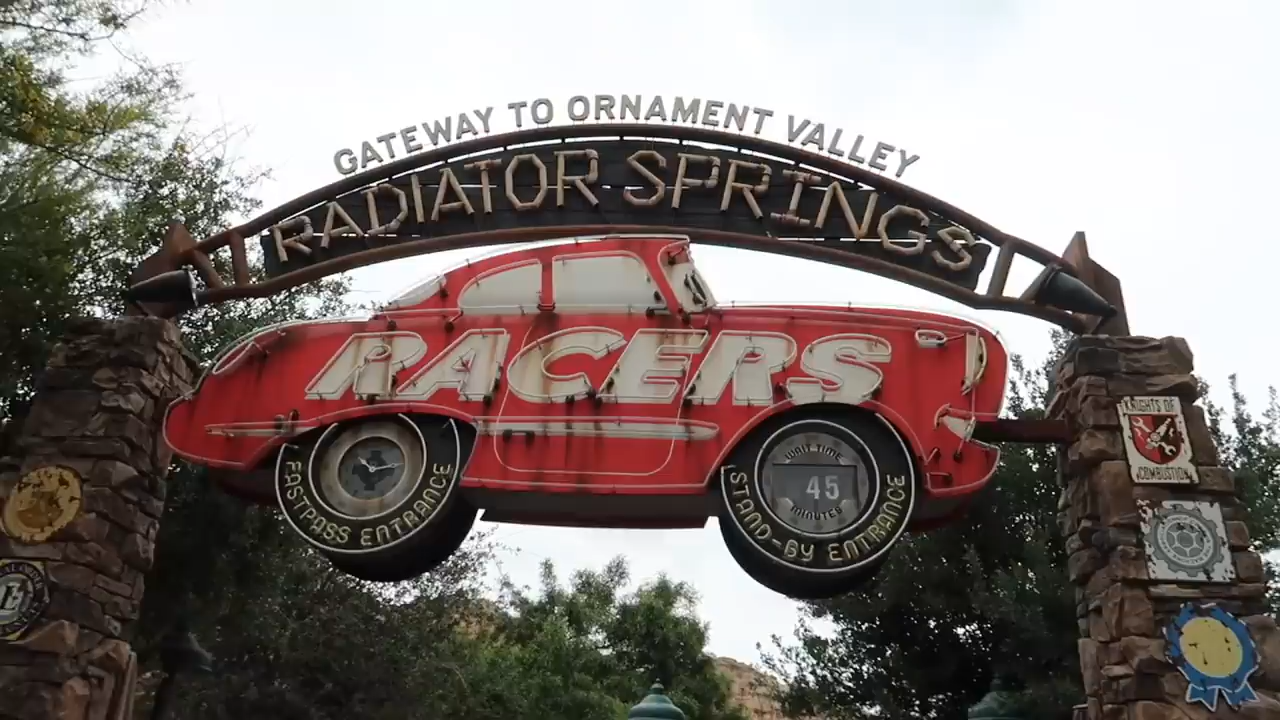 GATEWAY TO ORNAMENT VALLEY
RADIATOR SPRINGS
RACERS
FASTPASS ENTRANCE
WAIT TIME
45
MINUTES
STAND-BY ENTRANCE
KNIGHTS OF
COMBUSTION